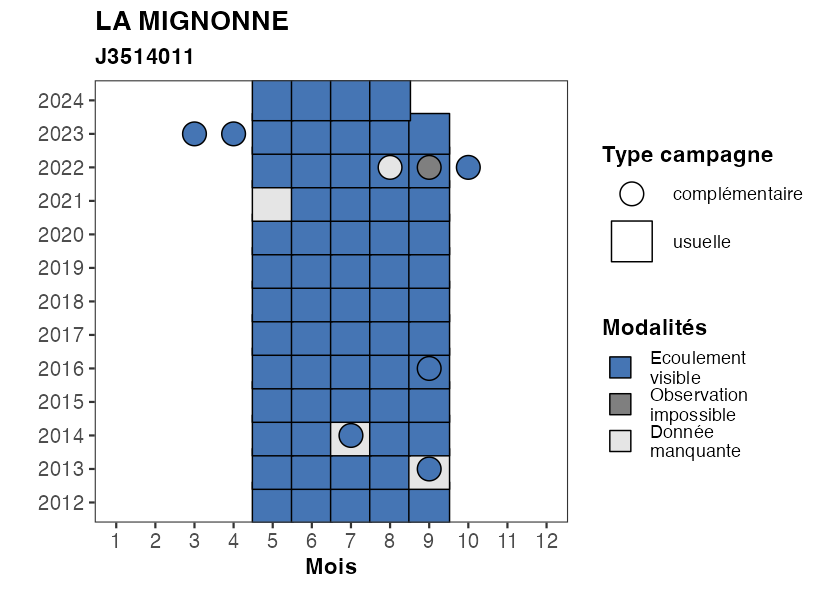 LA MIGNONNE
J3514011
2024
2023
2022
2021
2020
2019
2018
2017
2016
2015
2014
2013
2012
1 2 3 4 5 6 7 8 9 10 11 12
Mois
Type campagne
complémentaire
usuelle
Modalités
Ecoulement
visible
Observation
impossible
Donnée
manquante